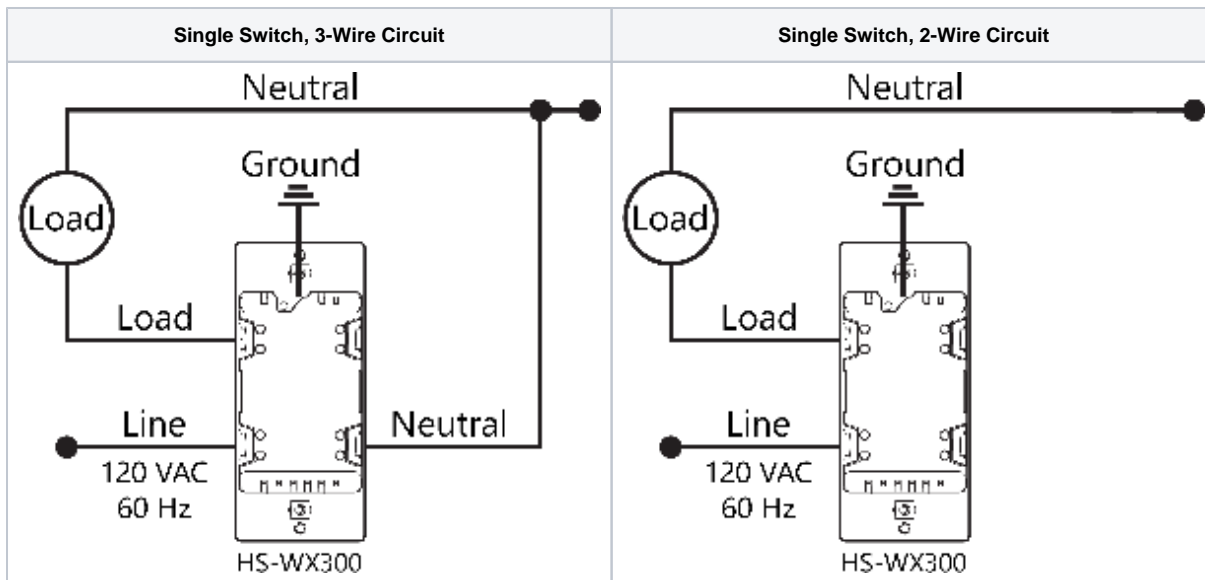 Single Switch, 3-Wire Circuit
Neutral
Ground
Load
Load
Line
Neutral
120 VAC
60 Hz
HS-WX300
Single Switch, 2-Wire Circuit
Neutral
Ground
Load
Load
Line
120 VAC
60 Hz
HS-WX300